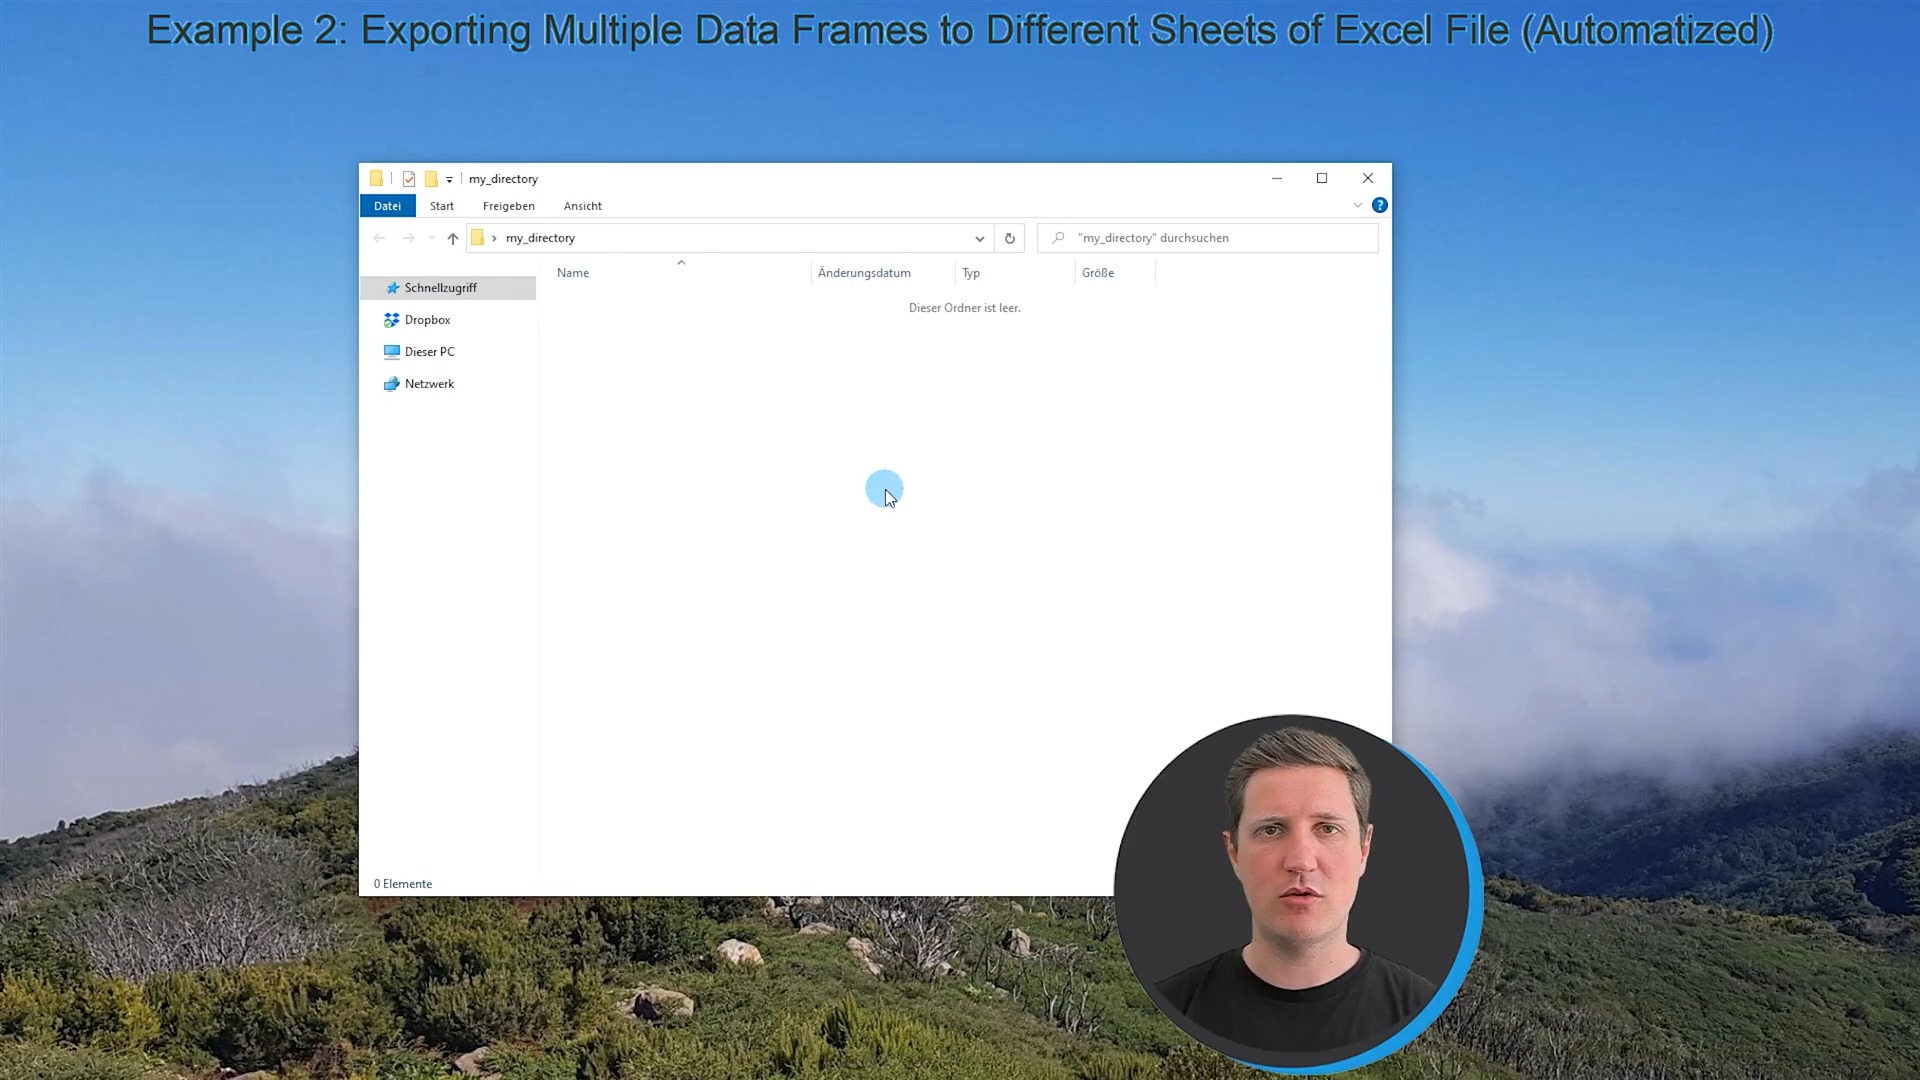 Example 2: Exporting Multiple Data Frames to Different Sheets of Excel File (Automatized)
my_directory
Datei Start Freigeben Ansicht
my_directory "my_directory" durchsuchen
Name Änderungsdatum Typ Größe
Dieser Ordner ist leer.
Schnellzugriff
Dropbox
Dieser PC
Netzwerk
0 Elemente